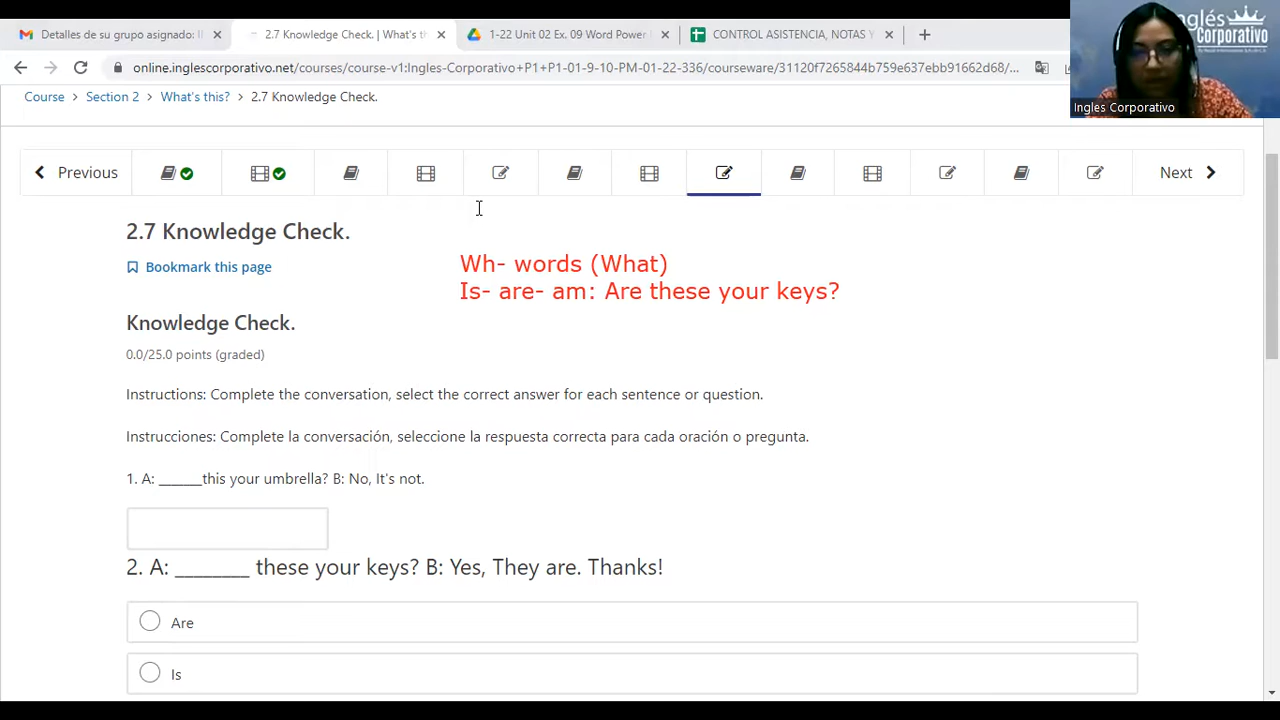 Detalles de su grupo asignado: I
2.7 Knowledge Check. | What's th
1-22 Unit 02 Ex. 09 Word Power
CONTROL ASISTENCIA, NOTAS Y
Inglés
Corporativo
online.inglescorporativo.net/courses/course-v1:Ingles-Corporativo+P1+P1-01-9-10-PM-01-22-336/courseware/31120f7265844b759e637ebb91662d68/...
Ingles Corporativo
Course > Section 2 > What's this? > 2.7 Knowledge Check.
Previous
Next
2.7 Knowledge Check.
Bookmark this page
Wh- words (What)
Is- are- am: Are these your keys?
Knowledge Check.
0.0/25.0 points (graded)
Instructions: Complete the conversation, select the correct answer for each sentence or question.
Instrucciones: Complete la conversación, seleccione la respuesta correcta para cada oración o pregunta.
1. A: ______this your umbrella? B: No, It's not.
2. A: _______ these your keys? B: Yes, They are. Thanks!
Are
Is